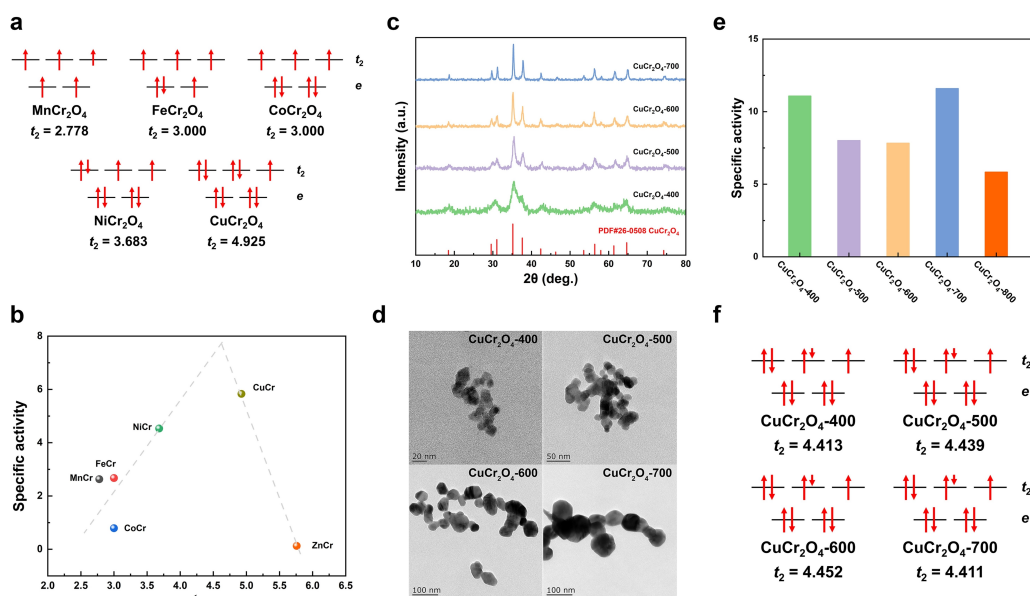 a
t₂
e
MnCr₂O₄
FeCr₂O₄
CoCr₂O₄
t₂ = 2.778
t₂ = 3.000
t₂ = 3.000
t₂
e
NiCr₂O₄
CuCr₂O₄
t₂ = 3.683
t₂ = 4.925
b
Specific activity
8
7
6
5
4
3
2
1
0
CuCr
NiCr
FeCr
MnCr
CoCr
ZnCr
2.0 2.5 3.0 3.5 4.0 4.5 5.0 5.5 6.0 6.5
c
Intensity (a.u.)
CuCr₂O₄-700
CuCr₂O₄-600
CuCr₂O₄-500
CuCr₂O₄-400
PDF#26-0508 CuCr₂O₄
10 20 30 40 50 60 70 80
2θ (deg.)
d
CuCr₂O₄-400
20 nm
CuCr₂O₄-500
50 nm
CuCr₂O₄-600
100 nm
CuCr₂O₄-700
100 nm
e
Specific activity
15
10
5
0
CuCr₂O₄-400
CuCr₂O₄-500
CuCr₂O₄-600
CuCr₂O₄-700
CuCr₂O₄-800
f
t₂
e
CuCr₂O₄-400
CuCr₂O₄-500
t₂ = 4.413
t₂ = 4.439
t₂
e
CuCr₂O₄-600
CuCr₂O₄-700
t₂ = 4.452
t₂ = 4.411